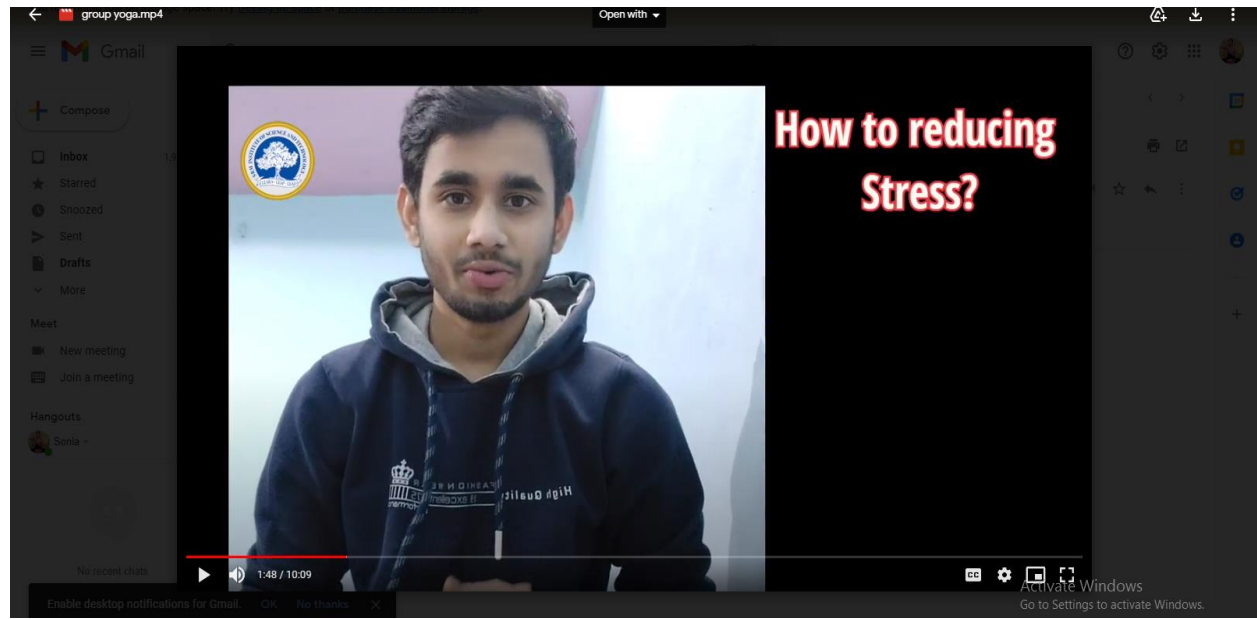 group yoga.mp4
Open with
Gmail
How to reducing
Stress?
Compose
Inbox
Starred
Snoozed
Sent
Drafts
More
Meet
New meeting
Join a meeting
Hangouts
Sonia
High Quality
No recent chats
1:48 / 10:09
CC
Activate Windows
Go to Settings to activate Windows.
Enable desktop notifications for Gmail. OK No thanks